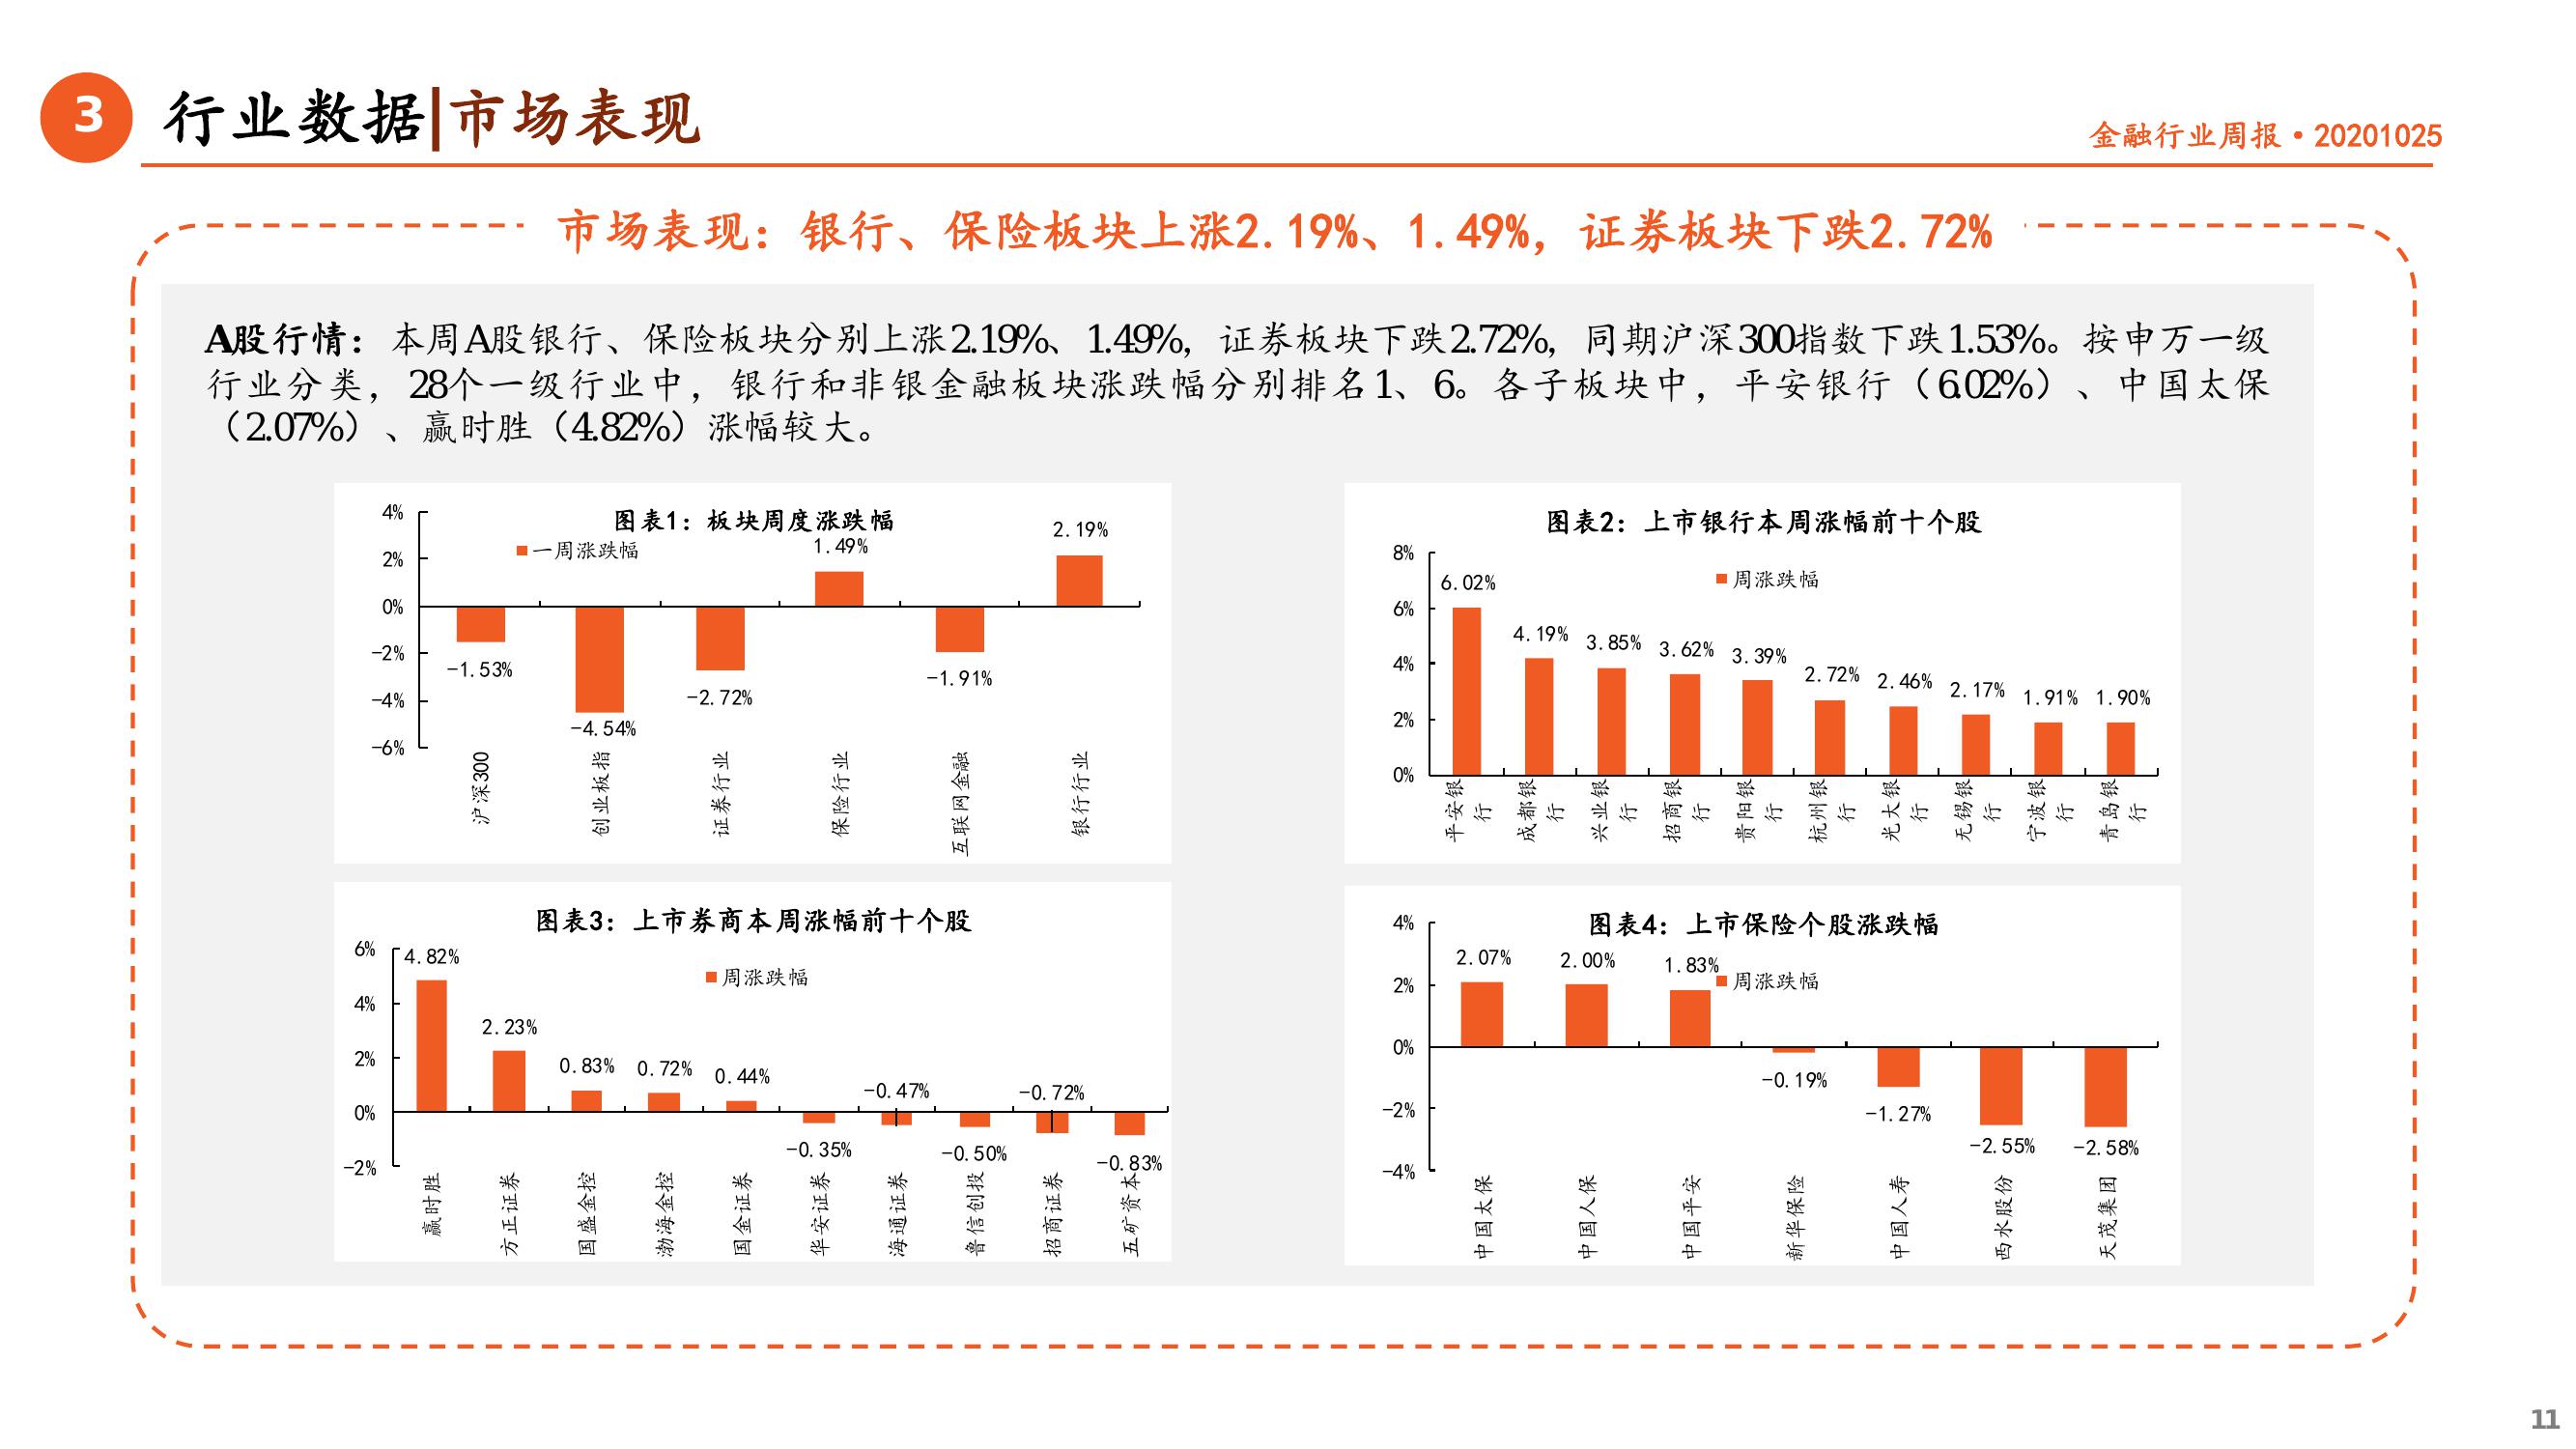 3
行业数据|市场表现
金融行业周报·20201025
市场表现：银行、保险板块上涨2.19%、1.49%，证券板块下跌2.72%
A股行情：本周A股银行、保险板块分别上涨2.19%、1.49%，证券板块下跌2.72%，同期沪深300指数下跌1.53%。按申万一级
行业分类，28个一级行业中，银行和非银金融板块涨跌幅分别排名1、6。各子板块中，平安银行（6.02%）、中国太保
（2.07%）、赢时胜（4.82%）涨幅较大。
图表1：板块周度涨跌幅
一周涨跌幅
4%
2%
0%
-2%
-4%
-6%
-1.53%
-4.54%
-2.72%
1.49%
-1.91%
2.19%
沪深300
创业板指
证券行业
保险行业
互联网金融
银行行业
图表2：上市银行本周涨幅前十个股
周涨跌幅
8%
6%
4%
2%
0%
6.02%
4.19%
3.85%
3.62%
3.39%
2.72%
2.46%
2.17%
1.91%
1.90%
平安银行
成都银行
兴业银行
招商银行
贵阳银行
杭州银行
光大银行
无锡银行
宁波银行
青岛银行
图表3：上市券商本周涨幅前十个股
周涨跌幅
6%
4%
2%
0%
-2%
4.82%
2.23%
0.83%
0.72%
0.44%
-0.35%
-0.47%
-0.50%
-0.72%
-0.83%
赢时胜
方正证券
国盛金控
渤海金控
国金证券
华安证券
海通证券
鲁信创投
招商证券
五矿资本
图表4：上市保险个股涨跌幅
周涨跌幅
4%
2%
0%
-2%
-4%
2.07%
2.00%
1.83%
-0.19%
-1.27%
-2.55%
-2.58%
中国太保
中国人保
中国平安
新华保险
中国人寿
西水股份
天茂集团
11